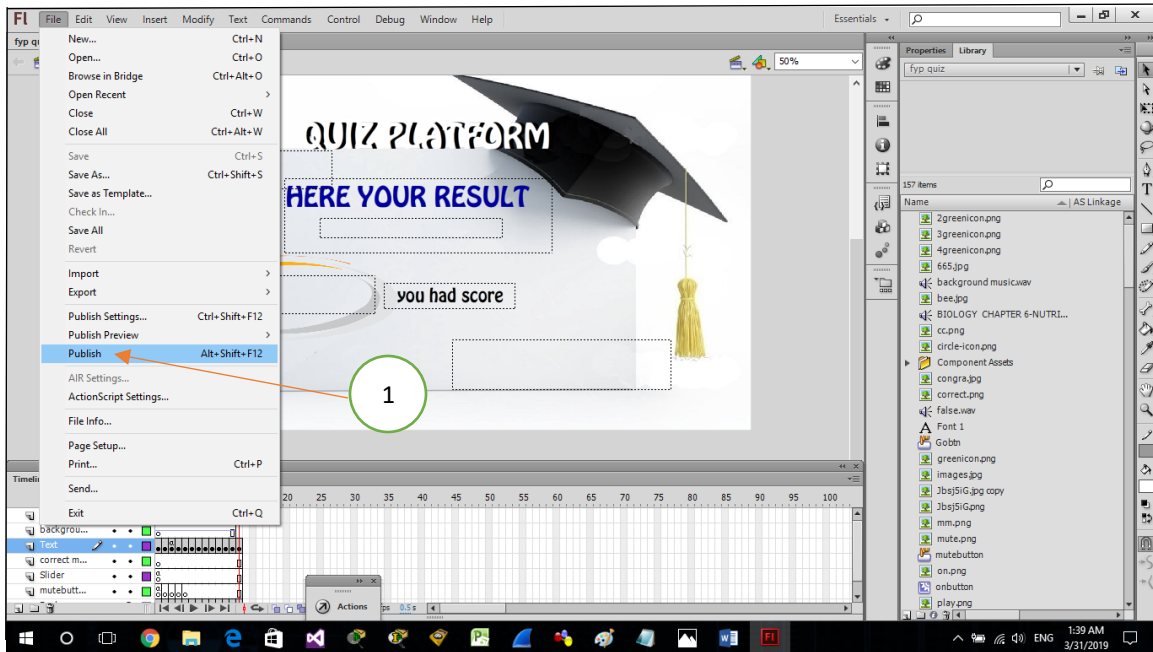 Fl File Edit View Insert Modify Text Commands Control Debug Window Help Essentials
fyp qu
50%
New... Ctrl+N
Open... Ctrl+O
Browse in Bridge Ctrl+Alt+O
Open Recent
Close Ctrl+W
Close All Ctrl+Alt+W
Save Ctrl+S
Save As... Ctrl+Shift+S
Save as Template...
Check In...
Save All
Revert
Import
Export
Publish Settings... Ctrl+Shift+F12
Publish Preview
Publish Alt+Shift+F12
AIR Settings...
ActionScript Settings...
File Info...
Page Setup...
Print... Ctrl+P
Send...
Exit Ctrl+Q
QUIZ PLATFORM
HERE YOUR RESULT
you had score
1
Properties Library
fyp quiz
157 items
Name AS Linkage
2greenicon.png
3greenicon.png
4greenicon.png
665.jpg
background music.wav
bee.jpg
BIOLOGY CHAPTER 6-NUTRI...
cc.png
circle-icon.png
Component Assets
congra.jpg
correct.png
false.wav
Font 1
Gobtn
greenicon.png
images.jpg
Jbsj5iG.jpg copy
Jbsj5iG.png
mm.png
mute.png
mutebutton
on.png
onbutton
play.png
Timeli
20 25 30 35 40 45 50 55 60 65 70 75 80 85 90 95 100
backgrou...
Text
correct m...
Slider
mutebutt...
Actions
ps 0.5 s
ENG
1:39 AM
3/31/2019